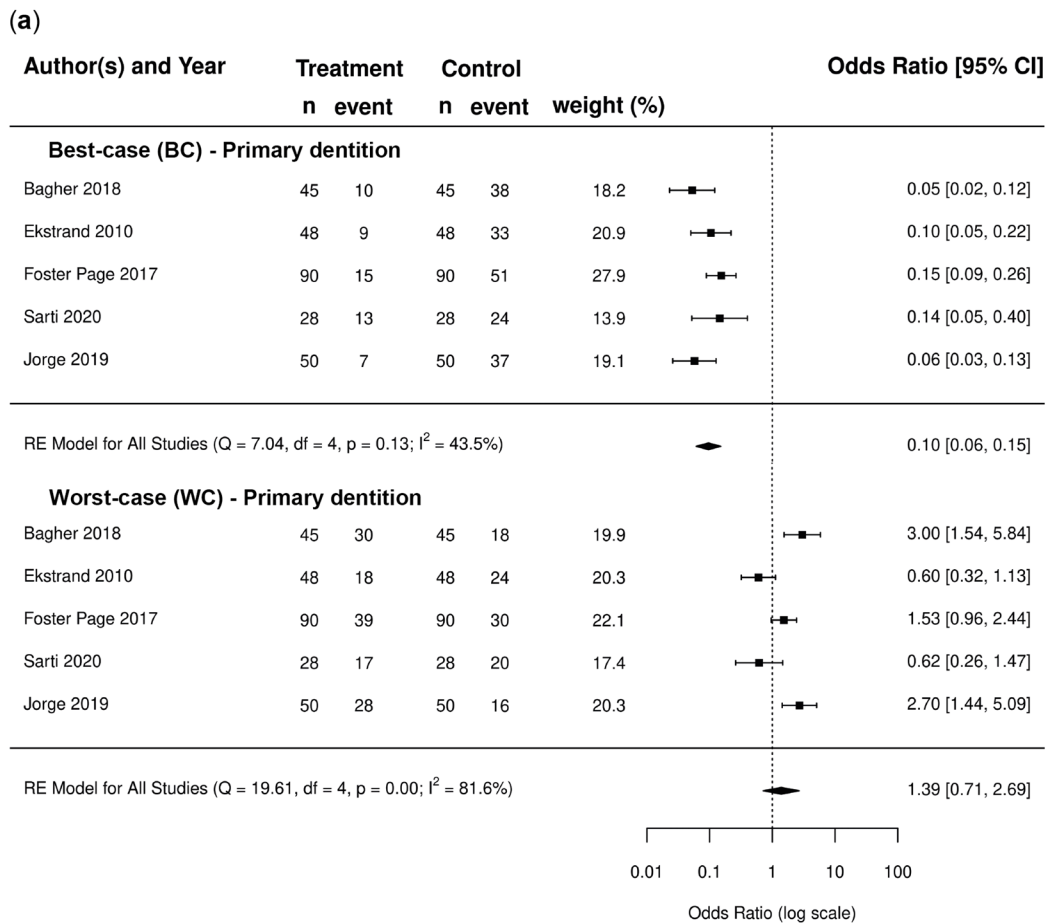 (a)
Author(s) and Year Treatment Control Odds Ratio [95% CI]
n event n event weight (%)
Best-case (BC) - Primary dentition
Bagher 2018 45 10 45 38 18.2 0.05 [0.02, 0.12]
Ekstrand 2010 48 9 48 33 20.9 0.10 [0.05, 0.22]
Foster Page 2017 90 15 90 51 27.9 0.15 [0.09, 0.26]
Sarti 2020 28 13 28 24 13.9 0.14 [0.05, 0.40]
Jorge 2019 50 7 50 37 19.1 0.06 [0.03, 0.13]
RE Model for All Studies (Q = 7.04, df = 4, p = 0.13; I² = 43.5%) 0.10 [0.06, 0.15]
Worst-case (WC) - Primary dentition
Bagher 2018 45 30 45 18 19.9 3.00 [1.54, 5.84]
Ekstrand 2010 48 18 48 24 20.3 0.60 [0.32, 1.13]
Foster Page 2017 90 39 90 30 22.1 1.53 [0.96, 2.44]
Sarti 2020 28 17 28 20 17.4 0.62 [0.26, 1.47]
Jorge 2019 50 28 50 16 20.3 2.70 [1.44, 5.09]
RE Model for All Studies (Q = 19.61, df = 4, p = 0.00; I² = 81.6%) 1.39 [0.71, 2.69]
0.01 0.1 1 10 100
Odds Ratio (log scale)